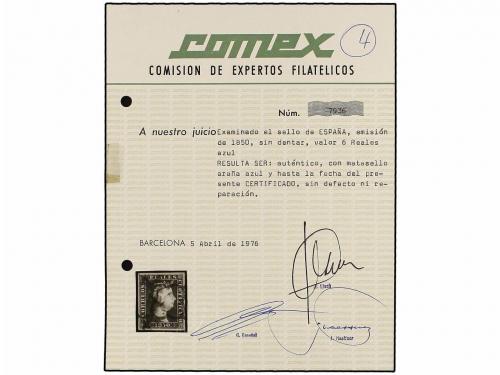 comex
4
COMISION DE EXPERTOS FILATELICOS
Núm. 7936
A nuestro juicio Examinado el sello de ESPAÑA, emisión
de 1850, sin dentar, valor 6 Reales
azul
RESULTA SER: auténtico, con matasello
araña azul y hasta la fecha del pre-
sente CERTIFICADO, sin defecto ni re-
paración.
BARCELONA 5 Abril de 1976